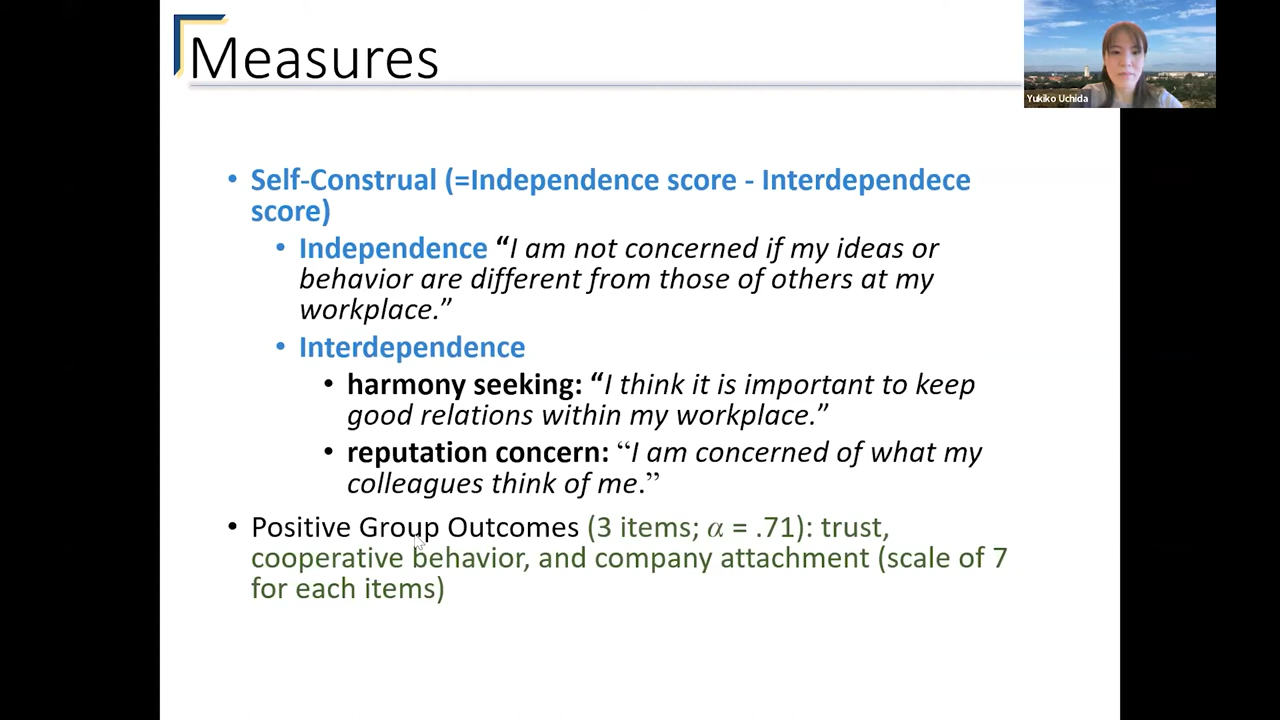 Measures
Yukiko Uchida
• Self-Construal (=Independence score - Interdependece
score)
• Independence “I am not concerned if my ideas or
behavior are different from those of others at my
workplace.”
• Interdependence
• harmony seeking: “I think it is important to keep
good relations within my workplace.”
• reputation concern: “I am concerned of what my
colleagues think of me.”
• Positive Group Outcomes (3 items; α = .71): trust,
cooperative behavior, and company attachment (scale of 7
for each items)